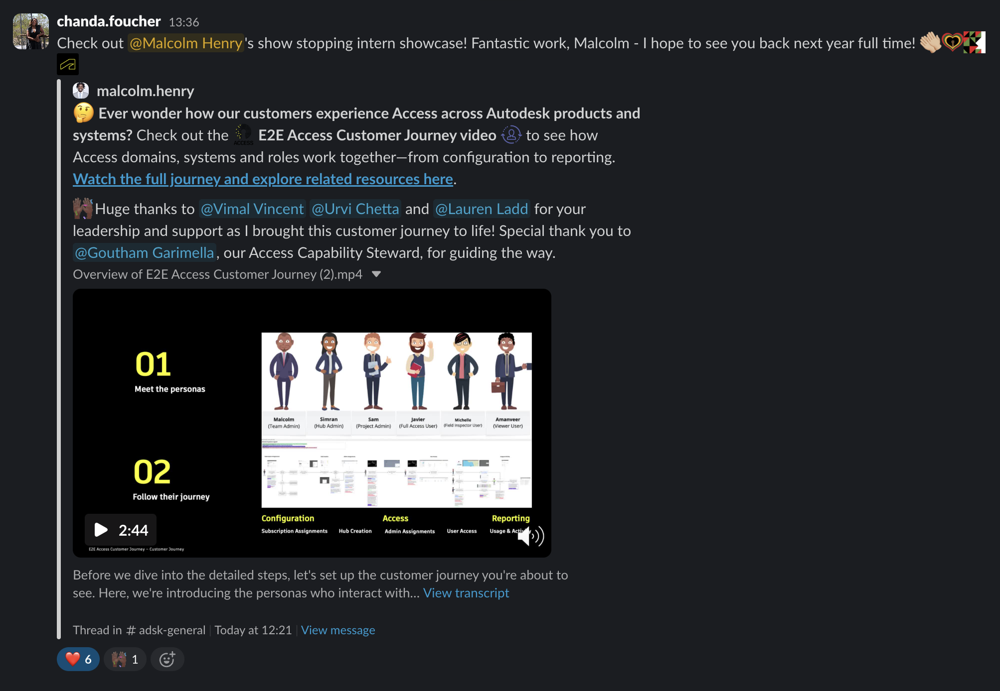 chanda.foucher 13:36
Check out @Malcolm Henry's show stopping intern showcase! Fantastic work, Malcolm - I hope to see you back next year full time!
malcolm.henry
Ever wonder how our customers experience Access across Autodesk products and
systems? Check out the ACCESS E2E Access Customer Journey video to see how
Access domains, systems and roles work together—from configuration to reporting.
Watch the full journey and explore related resources here.
Huge thanks to @Vimal Vincent @Urvi Chetta and @Lauren Ladd for your
leadership and support as I brought this customer journey to life! Special thank you to
@Goutham Garimella, our Access Capability Steward, for guiding the way.
Overview of E2E Access Customer Journey (2).mp4
01
Meet the personas
Malcolm Simran Sam Javier Michelle Amanveer
(Team Admin) (Hub Admin) (Project Admin) (Full Access User) (Field Inspector User) (Viewer User)
02
Follow their journey
Configuration Access Reporting
Subscription Assignments Hub Creation Admin Assignments User Access Usage &
2:44
E2E Access Customer Journey – Customer Journey
Before we dive into the detailed steps, let's set up the customer journey you're about to
see. Here, we're introducing the personas who interact with... View transcript
Thread in # adsk-general | Today at 12:21 | View message
6 1